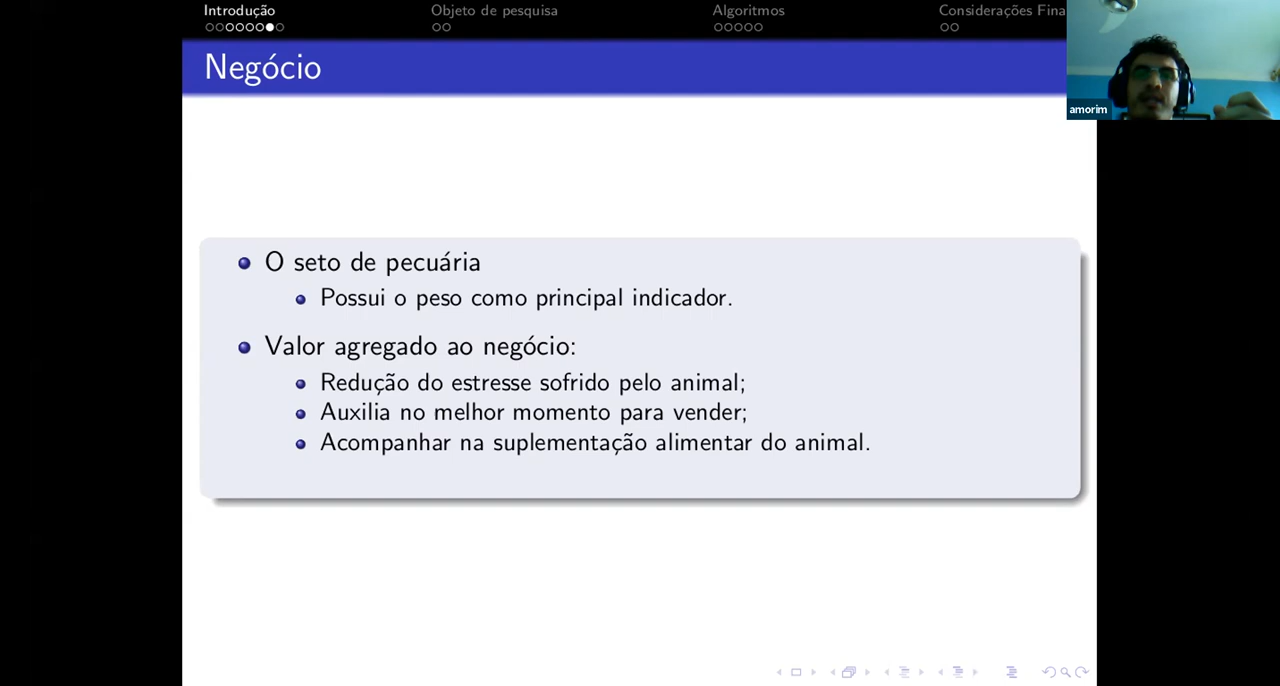 Introdução
Objeto de pesquisa
Algoritmos
Considerações Fina
Negócio
amorim
O seto de pecuária
Possui o peso como principal indicador.
Valor agregado ao negócio:
Redução do estresse sofrido pelo animal;
Auxilia no melhor momento para vender;
Acompanhar na suplementação alimentar do animal.